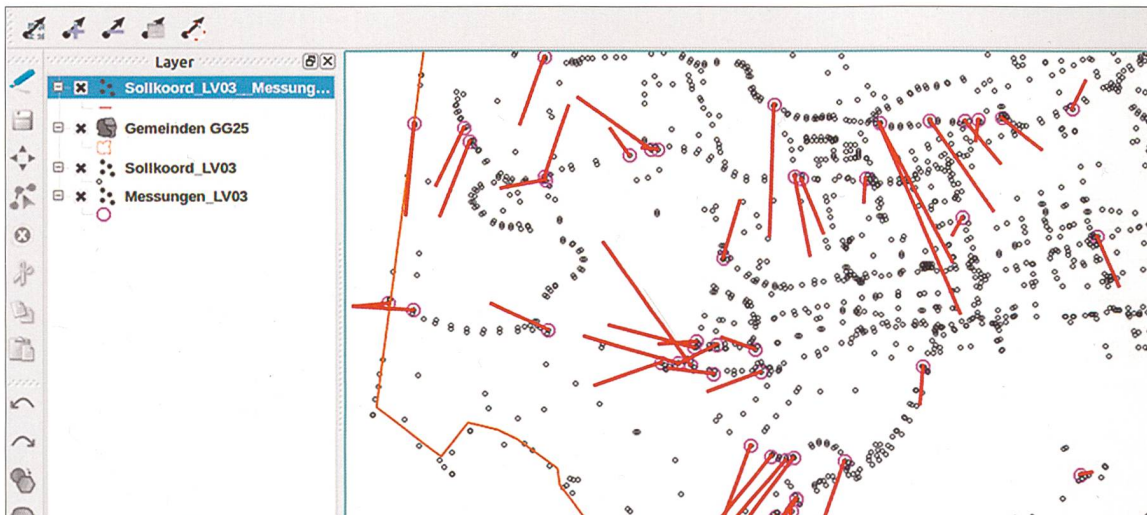 Layer
Sollkoord_LV03__Messung...
Gemeinden GG25
Sollkoord_LV03
Messungen_LV03